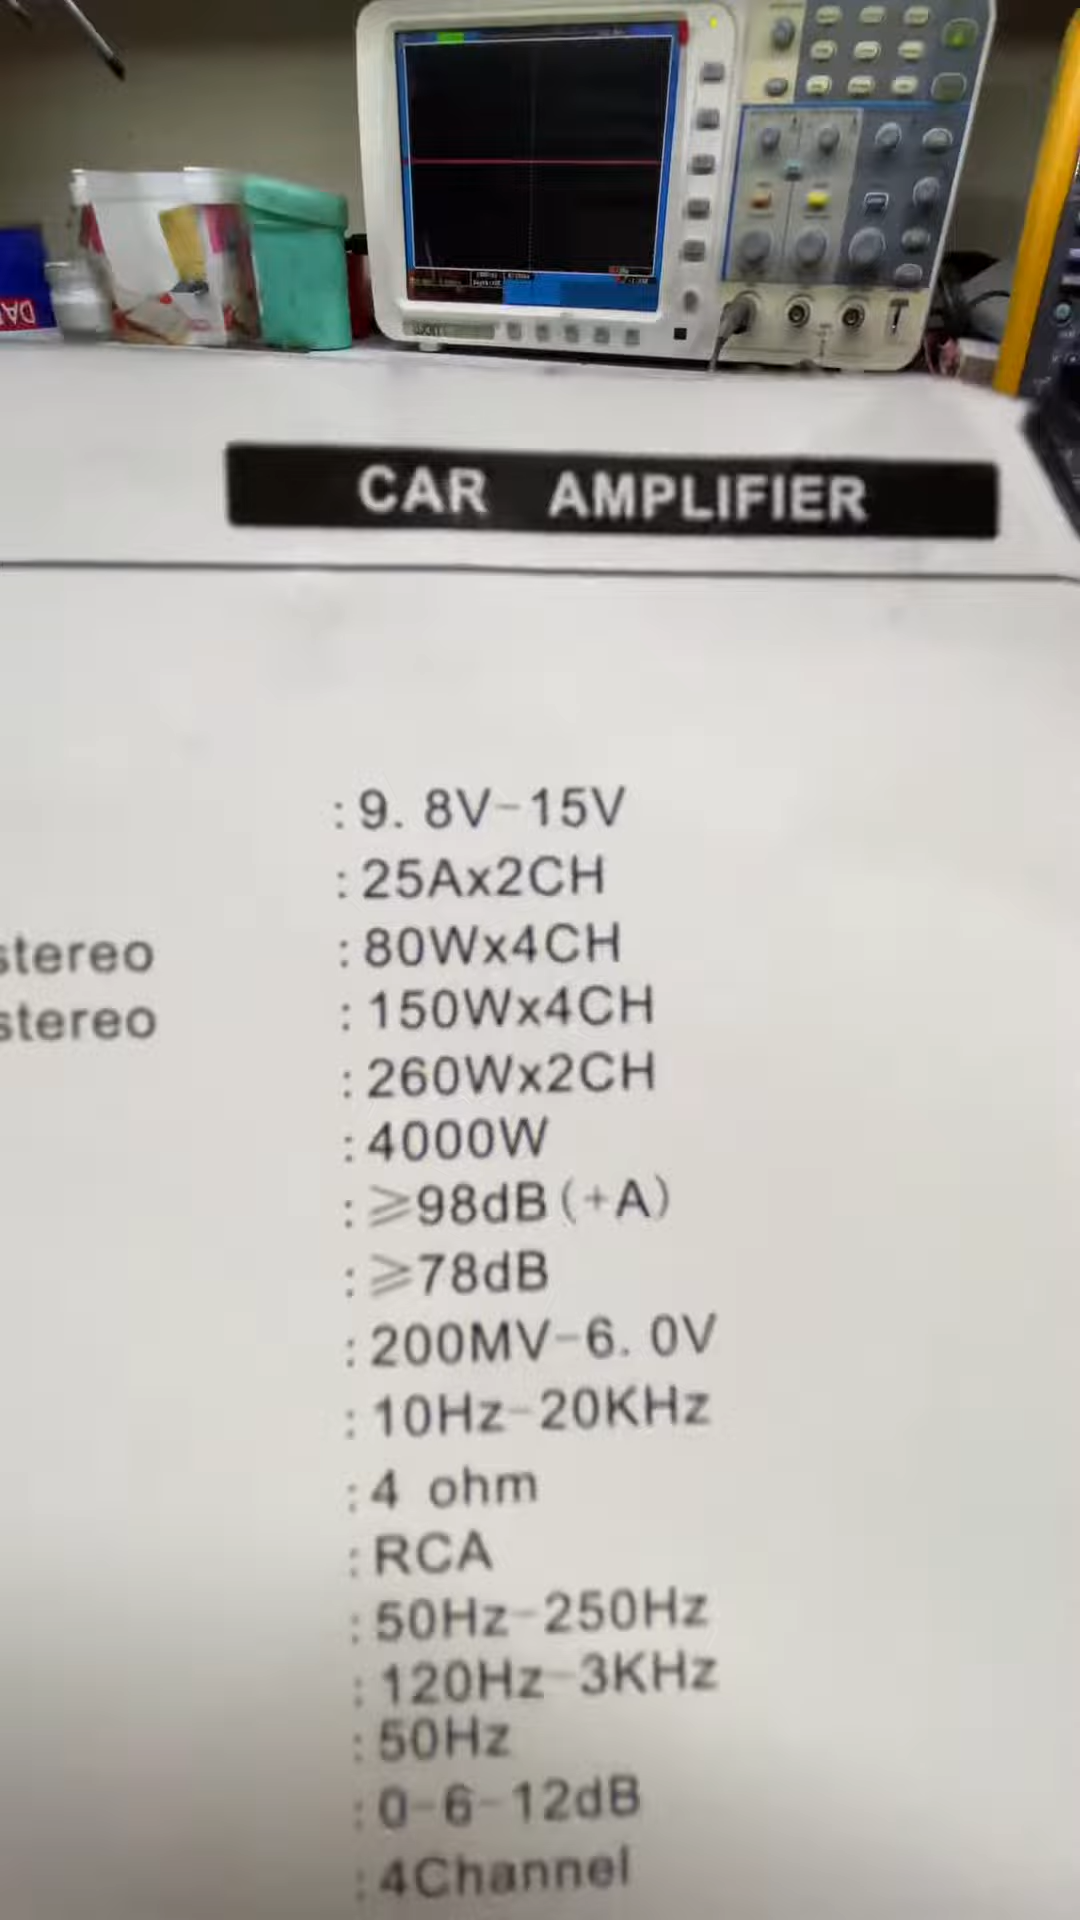 CAR AMPLIFIER
:9. 8V-15V
:25Ax2CH
stereo :80Wx4CH
stereo :150Wx4CH
:260Wx2CH
:4000W
:≥98dB(+A)
:≥78dB
:200MV-6. 0V
:10Hz-20KHz
:4 ohm
:RCA
:50Hz-250Hz
:120Hz-3KHz
:50Hz
:0-6-12dB
:4Channel